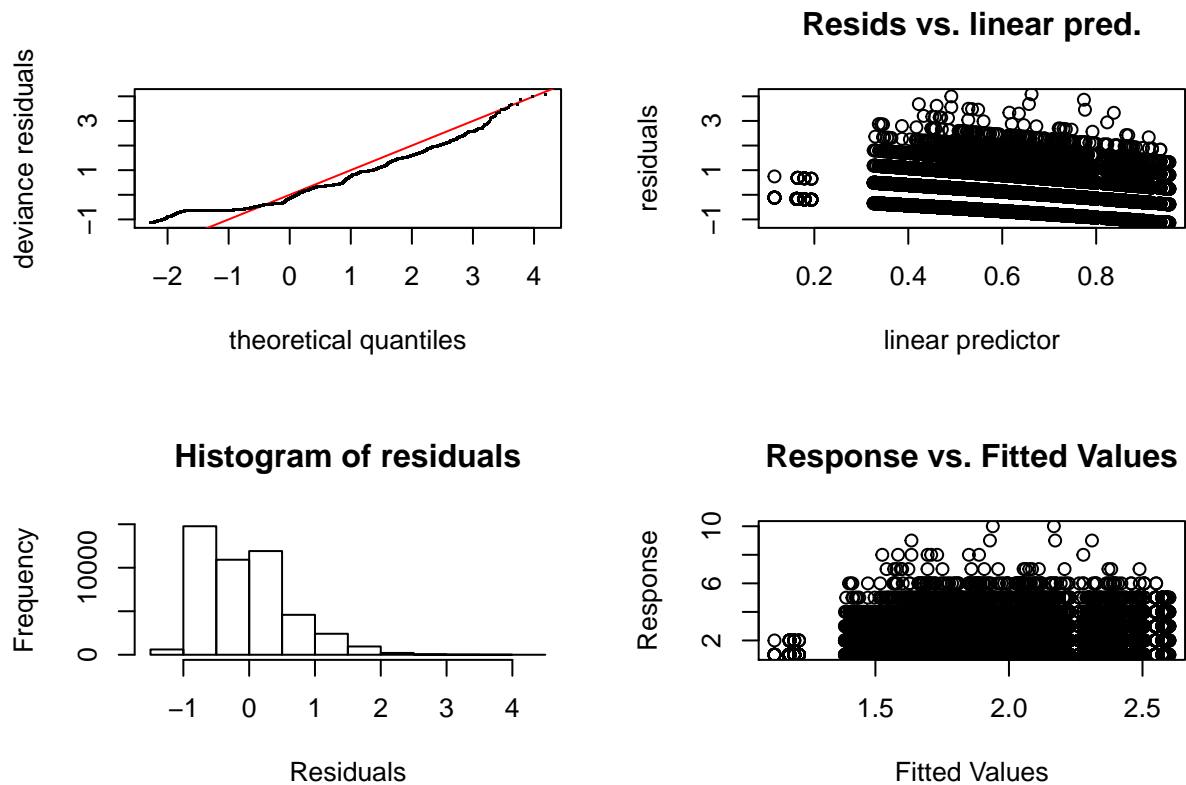 deviance residuals
3
1
−1
−2 −1 0 1 2 3 4
theoretical quantiles
Resids vs. linear pred.
residuals
3
1
−1
0.2 0.4 0.6 0.8
linear predictor
Histogram of residuals
Frequency
10000
0
−1 0 1 2 3 4
Residuals
Response vs. Fitted Values
Response
10
6
2
1.5 2.0 2.5
Fitted Values